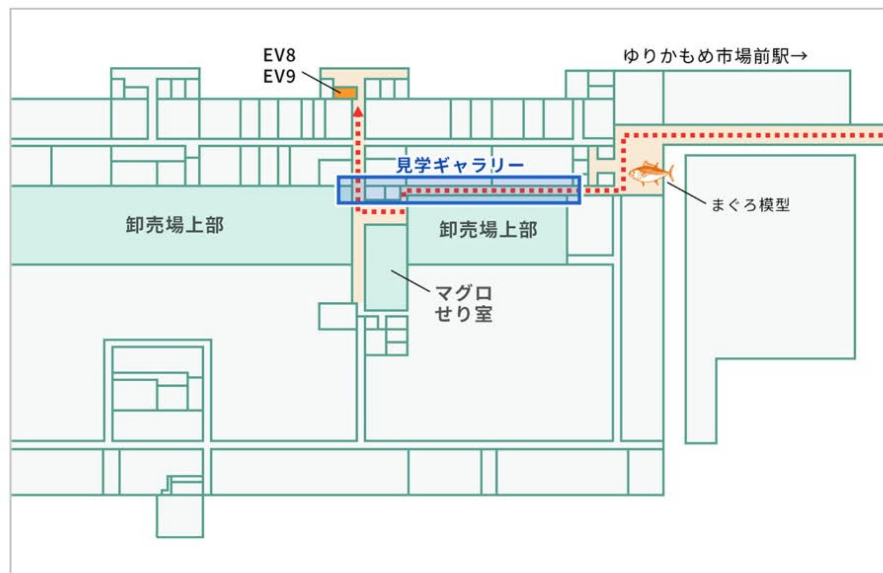 EV8
EV9
ゆりかもめ市場前駅→
見学ギャラリー
まぐろ模型
卸売場上部
卸売場上部
マグロ
せり室